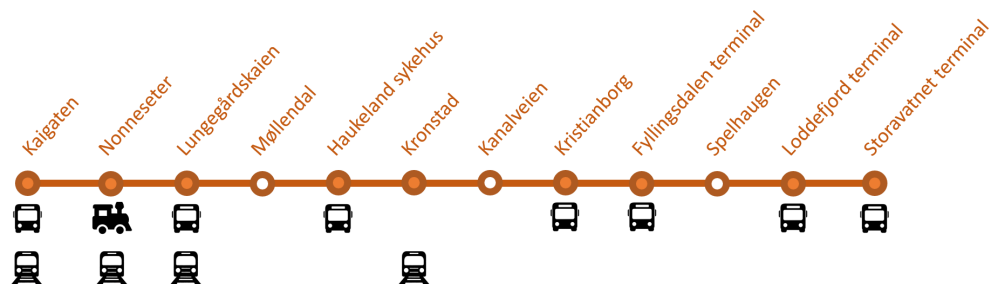 Kaigaten
Nonneseter
Lungegårdskaien
Møllendal
Haukeland sykehus
Kronstad
Kanalveien
Kristianborg
Fyllingsdalen terminal
Spelhaugen
Loddefjord terminal
Storavatnet terminal